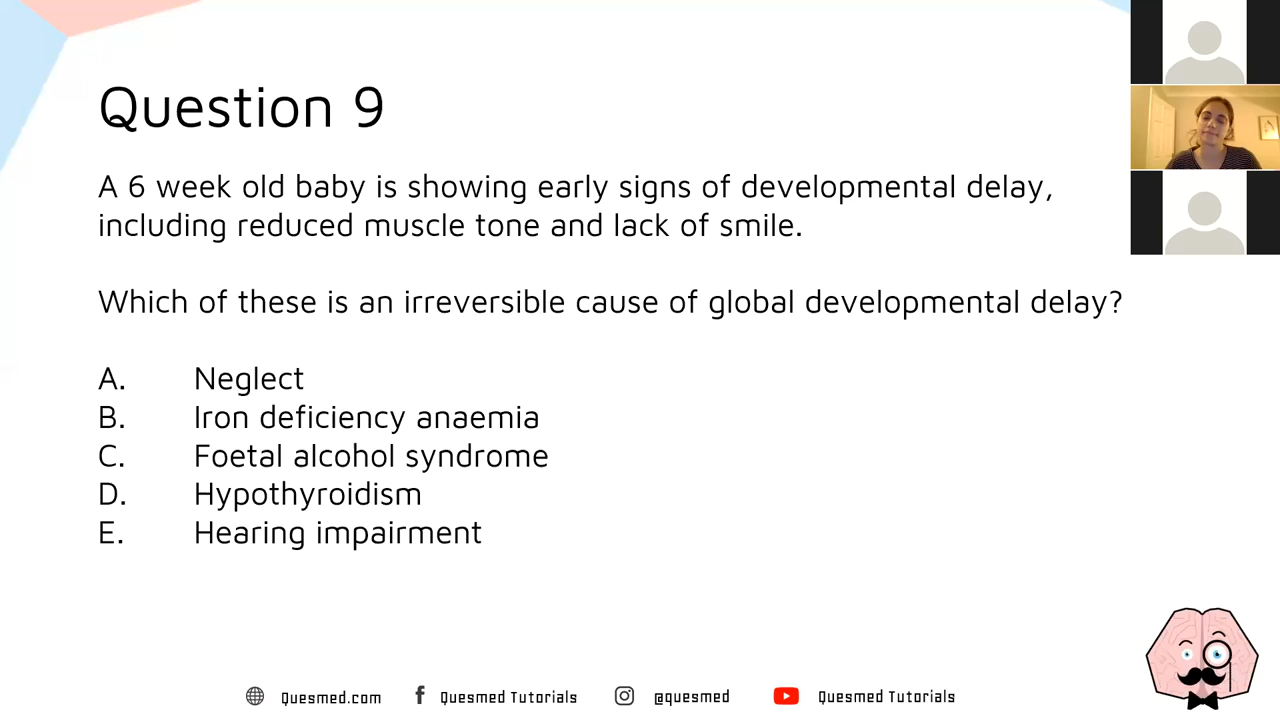 Question 9
A 6 week old baby is showing early signs of developmental delay,
including reduced muscle tone and lack of smile.
Which of these is an irreversible cause of global developmental delay?
A. Neglect
B. Iron deficiency anaemia
C. Foetal alcohol syndrome
D. Hypothyroidism
E. Hearing impairment
Quesmed.com Quesmed Tutorials @quesmed Quesmed Tutorials